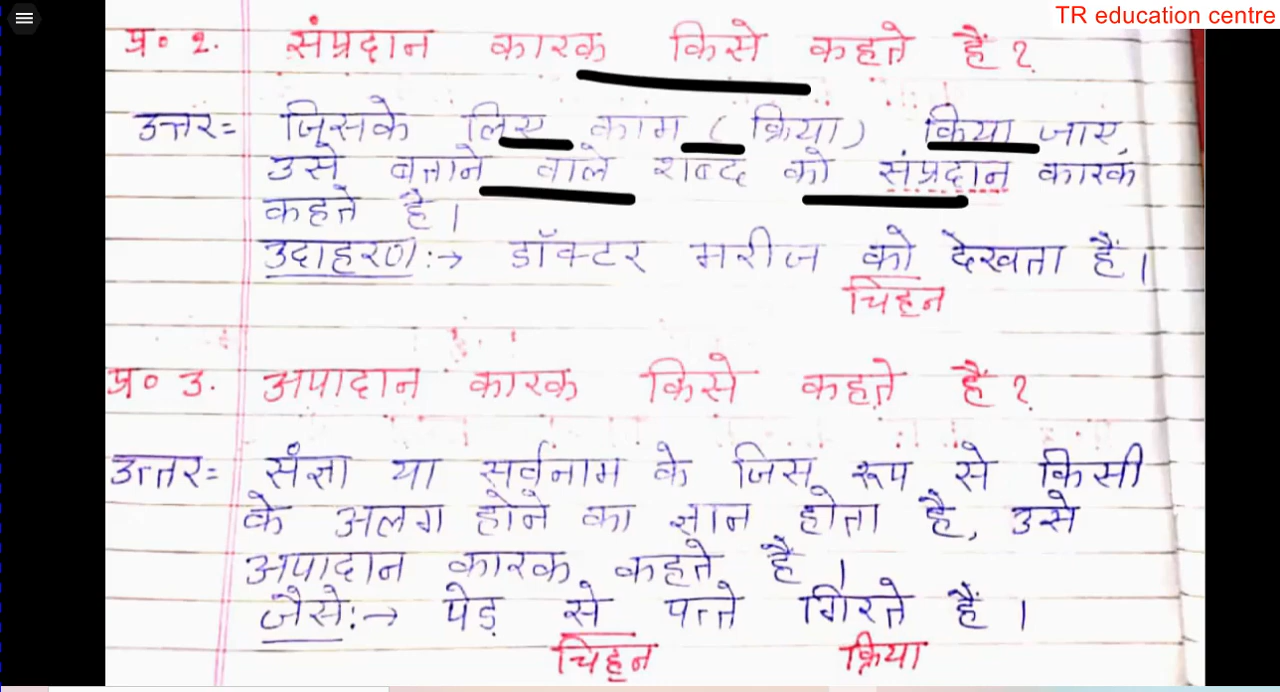 TR education centre
प्र० 2. संप्रदान कारक किसे कहते हैं?
उत्तर= जिसके लिए काम (क्रिया) किया जाए,
उसे बताने वाले शब्द को संप्रदान कारक
कहते है।
उदाहरण:→ डॉक्टर मरीज को देखता हैं।
चिह्न
प्र० 3. अपादान कारक किसे कहते हैं?
उत्तर= संज्ञा या सर्वनाम के जिस रूप से किसी
के अलग होने का ज्ञान होता है, उसे
अपादान कारक कहते हैं।
जैसे:→ पेड़ से पत्ते गिरते हैं।
चिह्न क्रिया